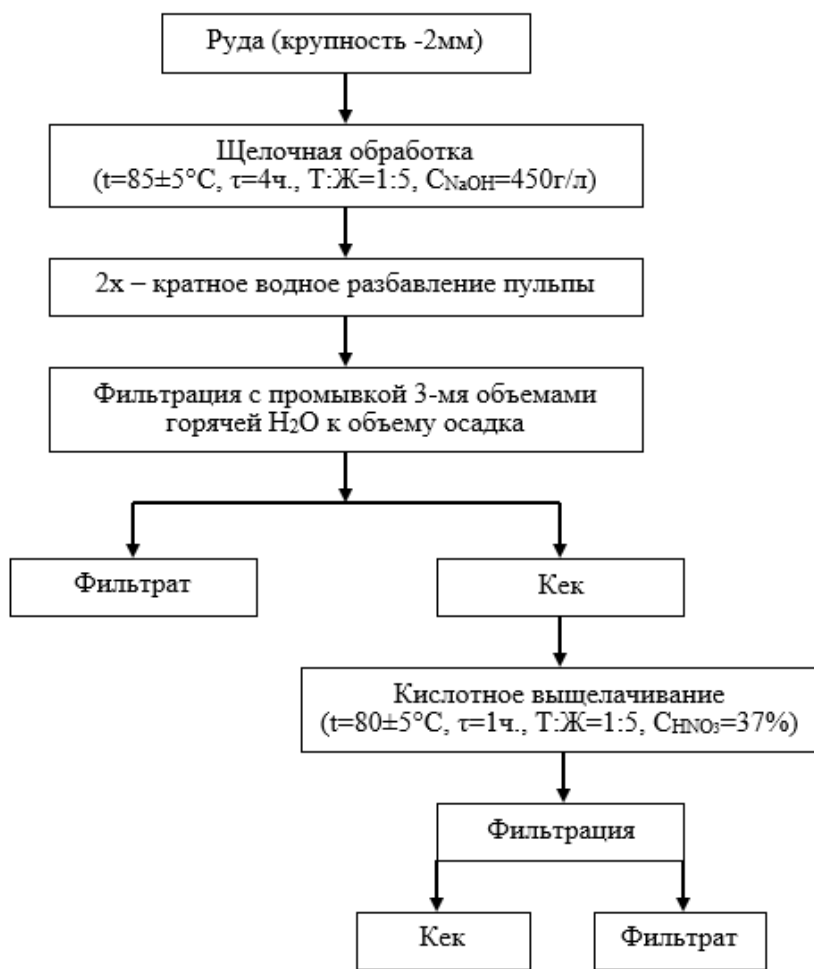 Руда (крупность -2мм)
Щелочная обработка
(t=85±5°C, τ=4ч., Т:Ж=1:5, CNaOH=450г/л)
2х – кратное водное разбавление пульпы
Фильтрация с промывкой 3-мя объемами
горячей H2O к объему осадка
Фильтрат
Кек
Кислотное выщелачивание
(t=80±5°C, τ=1ч., Т:Ж=1:5, CHNO3=37%)
Фильтрация
Кек
Фильтрат